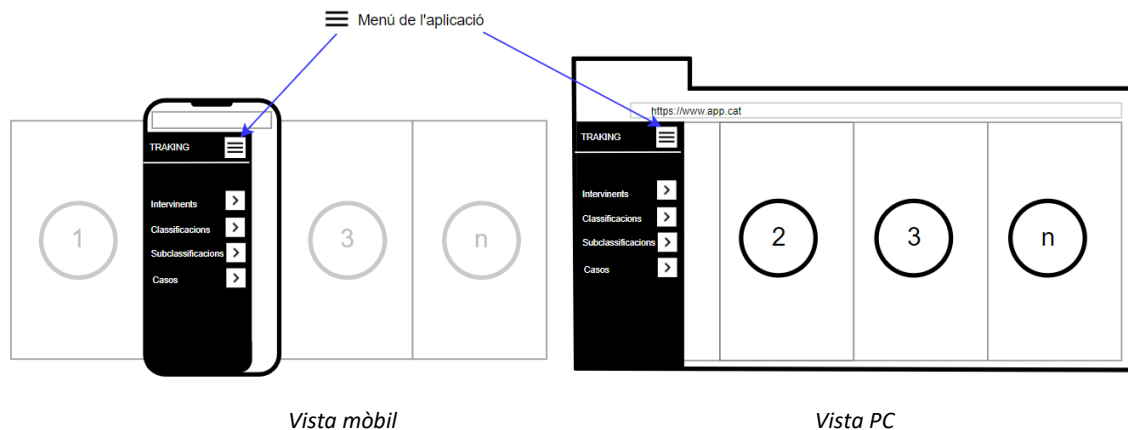 Menú de l'aplicació
https://www.app.cat
TRAKING
Intervinents
Classificacions
Subclassificacions
Casos
1
3
n
TRAKING
Intervinents
Classificacions
Subclassificacions
Casos
2
3
n
Vista mòbil
Vista PC